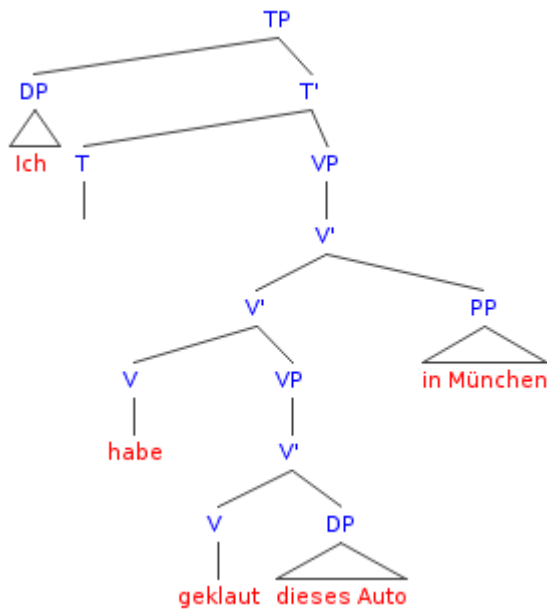 TP
DP T'
Ich T VP
V'
V' PP
V VP in München
habe V'
V DP
geklaut dieses Auto